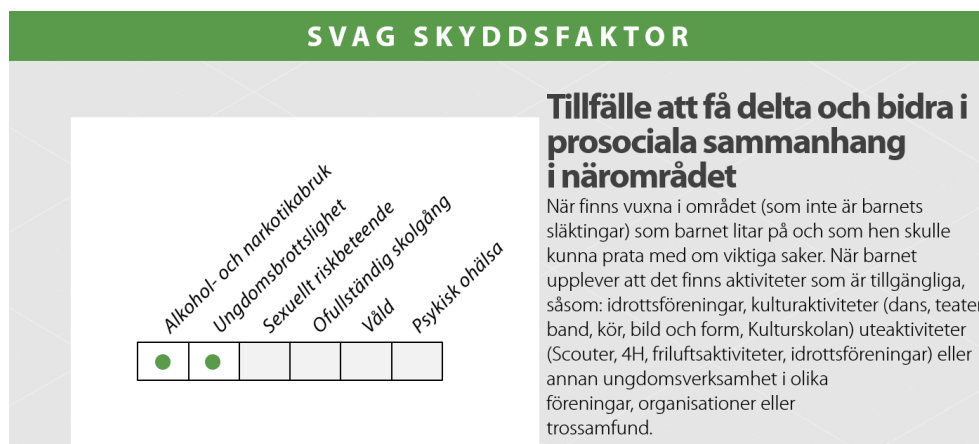 SVAG SKYDDSFAKTOR
Alkohol- och narkotikabruk
Ungdomsbrottslighet
Sexuellt riskbeteende
Ofullständig skolgång
Våld
Psykisk ohälsa
Tillfälle att få delta och bidra i
prosociala sammanhang
i närområdet
När finns vuxna i området (som inte är barnets
släktingar) som barnet litar på och som hen skulle
kunna prata med om viktiga saker. När barnet
upplever att det finns aktiviteter som är tillgängliga,
såsom: idrottsföreningar, kulturaktiviteter (dans, teater
band, kör, bild och form, Kulturskolan) uteaktiviteter
(Scouter, 4H, friluftsaktiviteter, idrottsföreningar) eller
annan ungdomsverksamhet i olika
föreningar, organisationer eller
trossamfund.